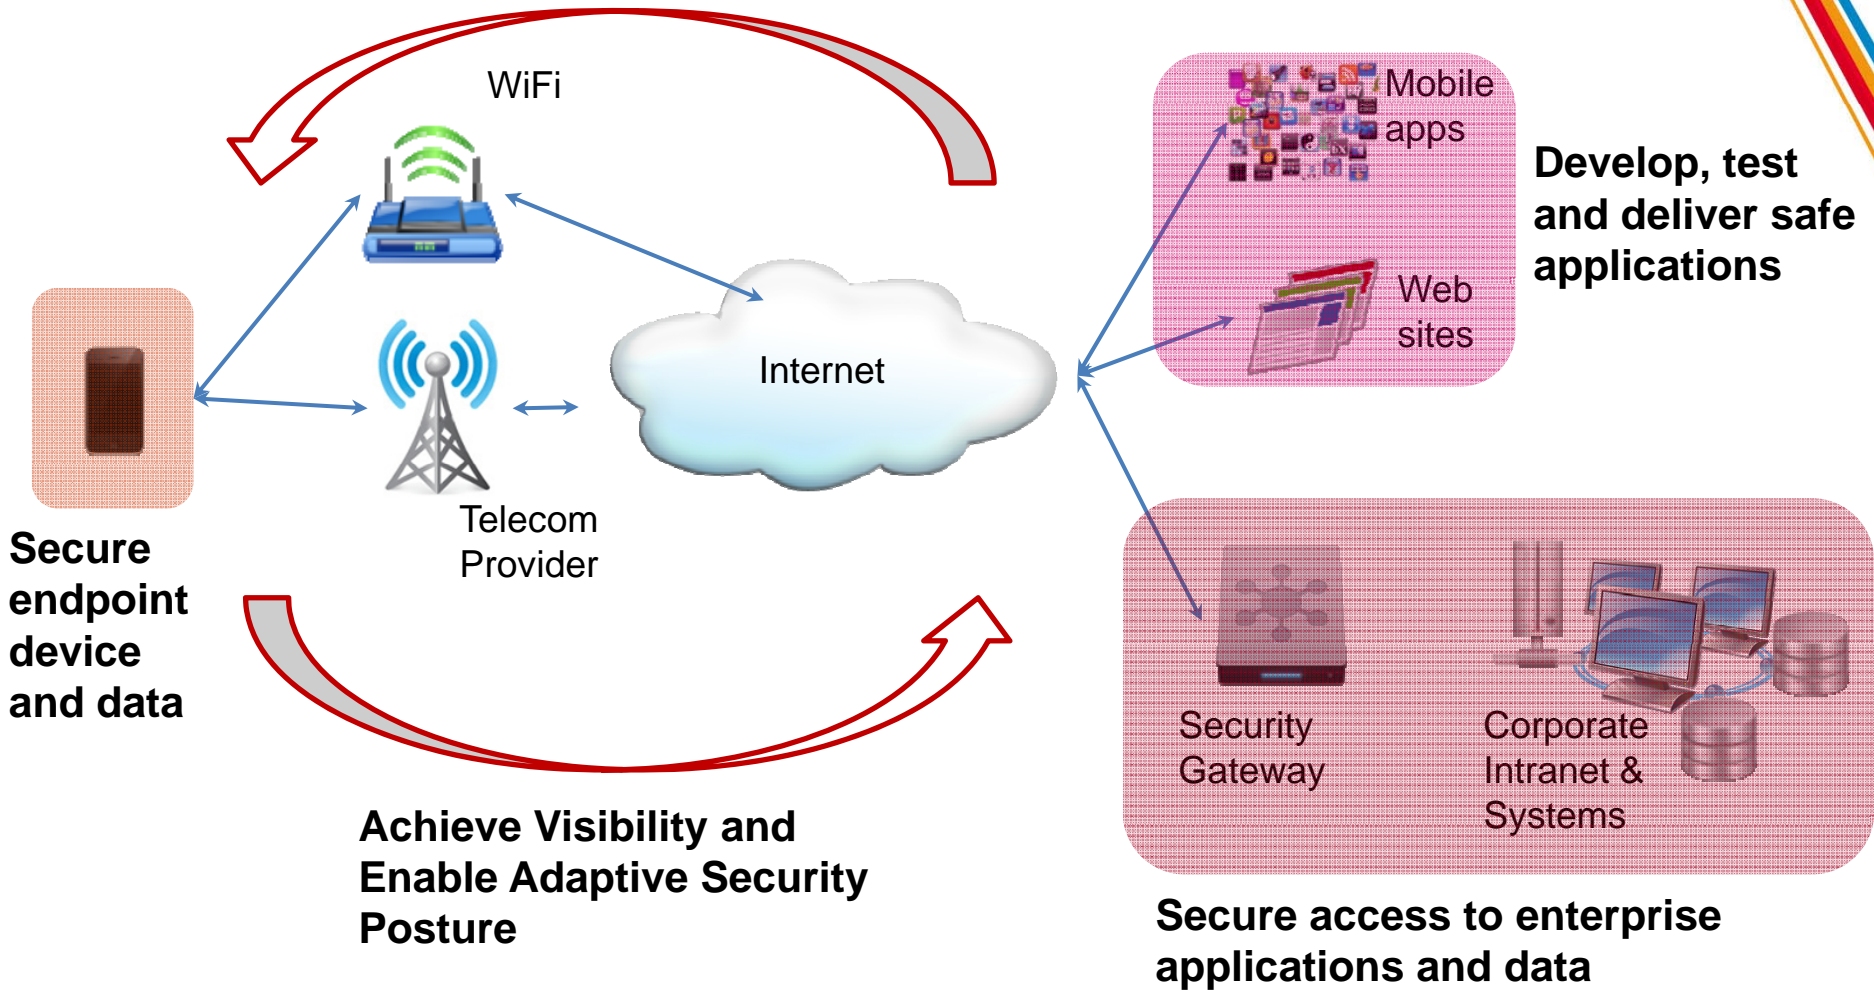 WiFi
Mobile
apps
Develop, test
and deliver safe
applications
Web
sites
Internet
Telecom
Provider
Secure
endpoint
device
and data
Security
Gateway
Corporate
Intranet &
Systems
Achieve Visibility and
Enable Adaptive Security
Posture
Secure access to enterprise
applications and data